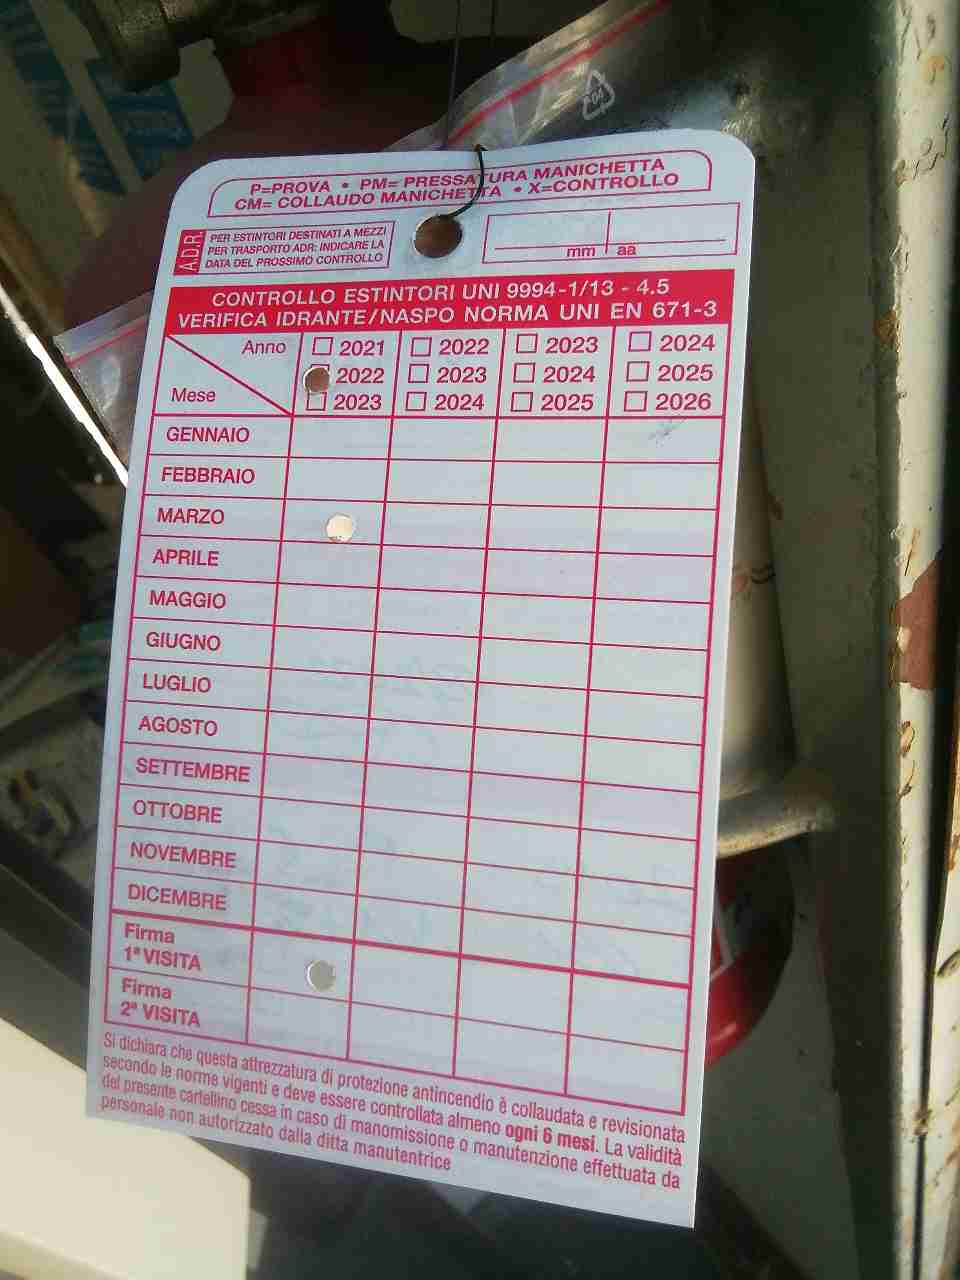 P=PROVA • PM= PRESSATURA MANICHETTA
CM= COLLAUDO MANICHETTA • X=CONTROLLO
A.D.R.
PER ESTINTORI DESTINATI A MEZZI
PER TRASPORTO ADR: INDICARE LA
DATA DEL PROSSIMO CONTROLLO
mm aa
CONTROLLO ESTINTORI UNI 9994-1/13 - 4.5
VERIFICA IDRANTE/NASPO NORMA UNI EN 671-3
Anno
Mese
2021 2022 2023 2024
2022 2023 2024 2025
2023 2024 2025 2026
GENNAIO
FEBBRAIO
MARZO
APRILE
MAGGIO
GIUGNO
LUGLIO
AGOSTO
SETTEMBRE
OTTOBRE
NOVEMBRE
DICEMBRE
Firma
1ª VISITA
Firma
2ª VISITA
Si dichiara che questa attrezzatura di protezione antincendio è collaudata e revisionata
secondo le norme vigenti e deve essere controllata almeno ogni 6 mesi. La validità
del presente cartellino cessa in caso di manomissione o manutenzione effettuata da
personale non autorizzato dalla ditta manutentrice